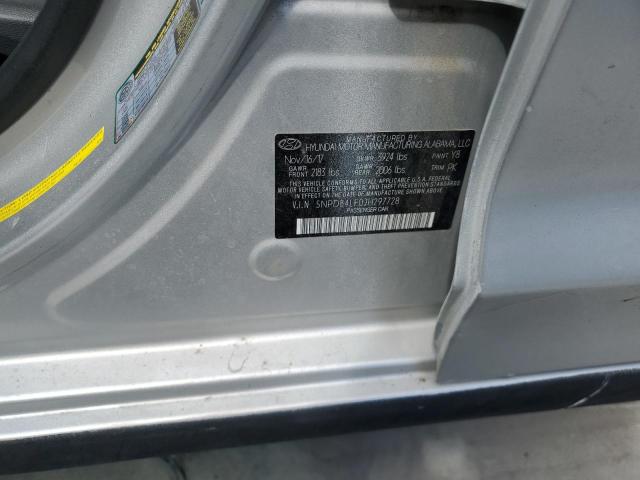 MANUFACTURED BY
HYUNDAI MOTOR MANUFACTURING ALABAMA, LLC
Nov/16/17 GVWR 3924 lbs PAINT Y8
GAWR FRONT 2183 lbs GAWR REAR 2006 lbs TRIM PK
THIS VEHICLE CONFORMS TO ALL APPLICABLE U.S.A. FEDERAL
MOTOR VEHICLE SAFETY, BUMPER, AND THEFT PREVENTION STANDARDS
IN EFFECT ON THE DATE OF MANUFACTURE SHOWN ABOVE.
V.I.N 5NPD84LF0JH297728
PASSENGER CAR